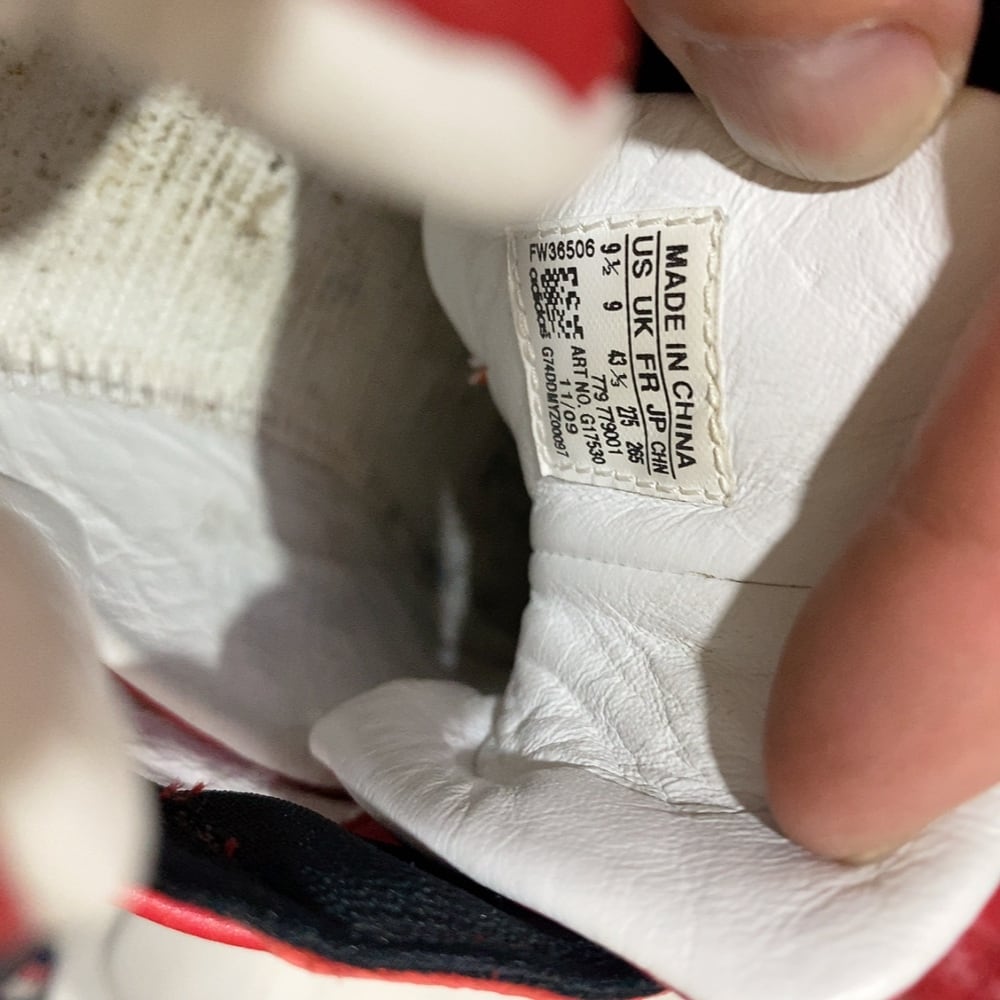 MADE IN CHINA
US UK FR JP CHN
9½ 9 43⅓ 275 265
FW36506
779 779001
ART NO. G17530
11/09
adidas
G74DDMYZ00097